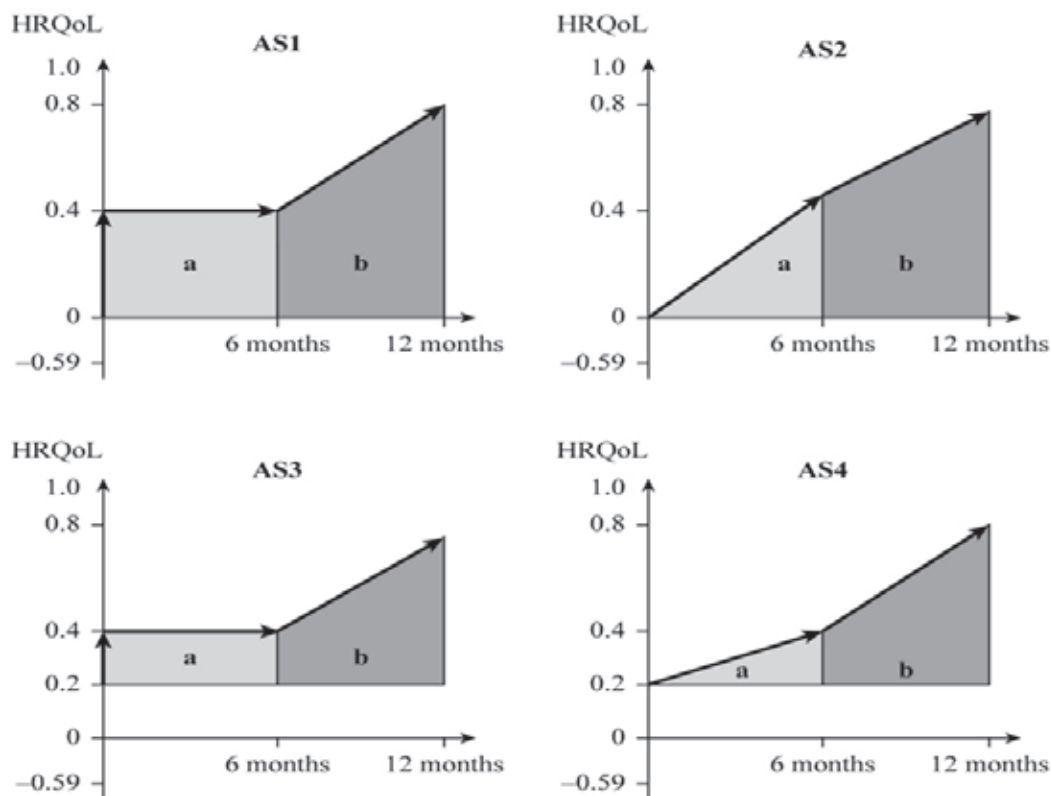 HRQoL
AS1
1.0
0.8
0.4
a
b
0
6 months
12 months
–0.59
HRQoL
AS2
1.0
0.8
0.4
a
b
0
6 months
12 months
–0.59
HRQoL
AS3
1.0
0.8
0.4
a
b
0.2
0
6 months
12 months
–0.59
HRQoL
AS4
1.0
0.8
0.4
a
b
0.2
0
6 months
12 months
–0.59